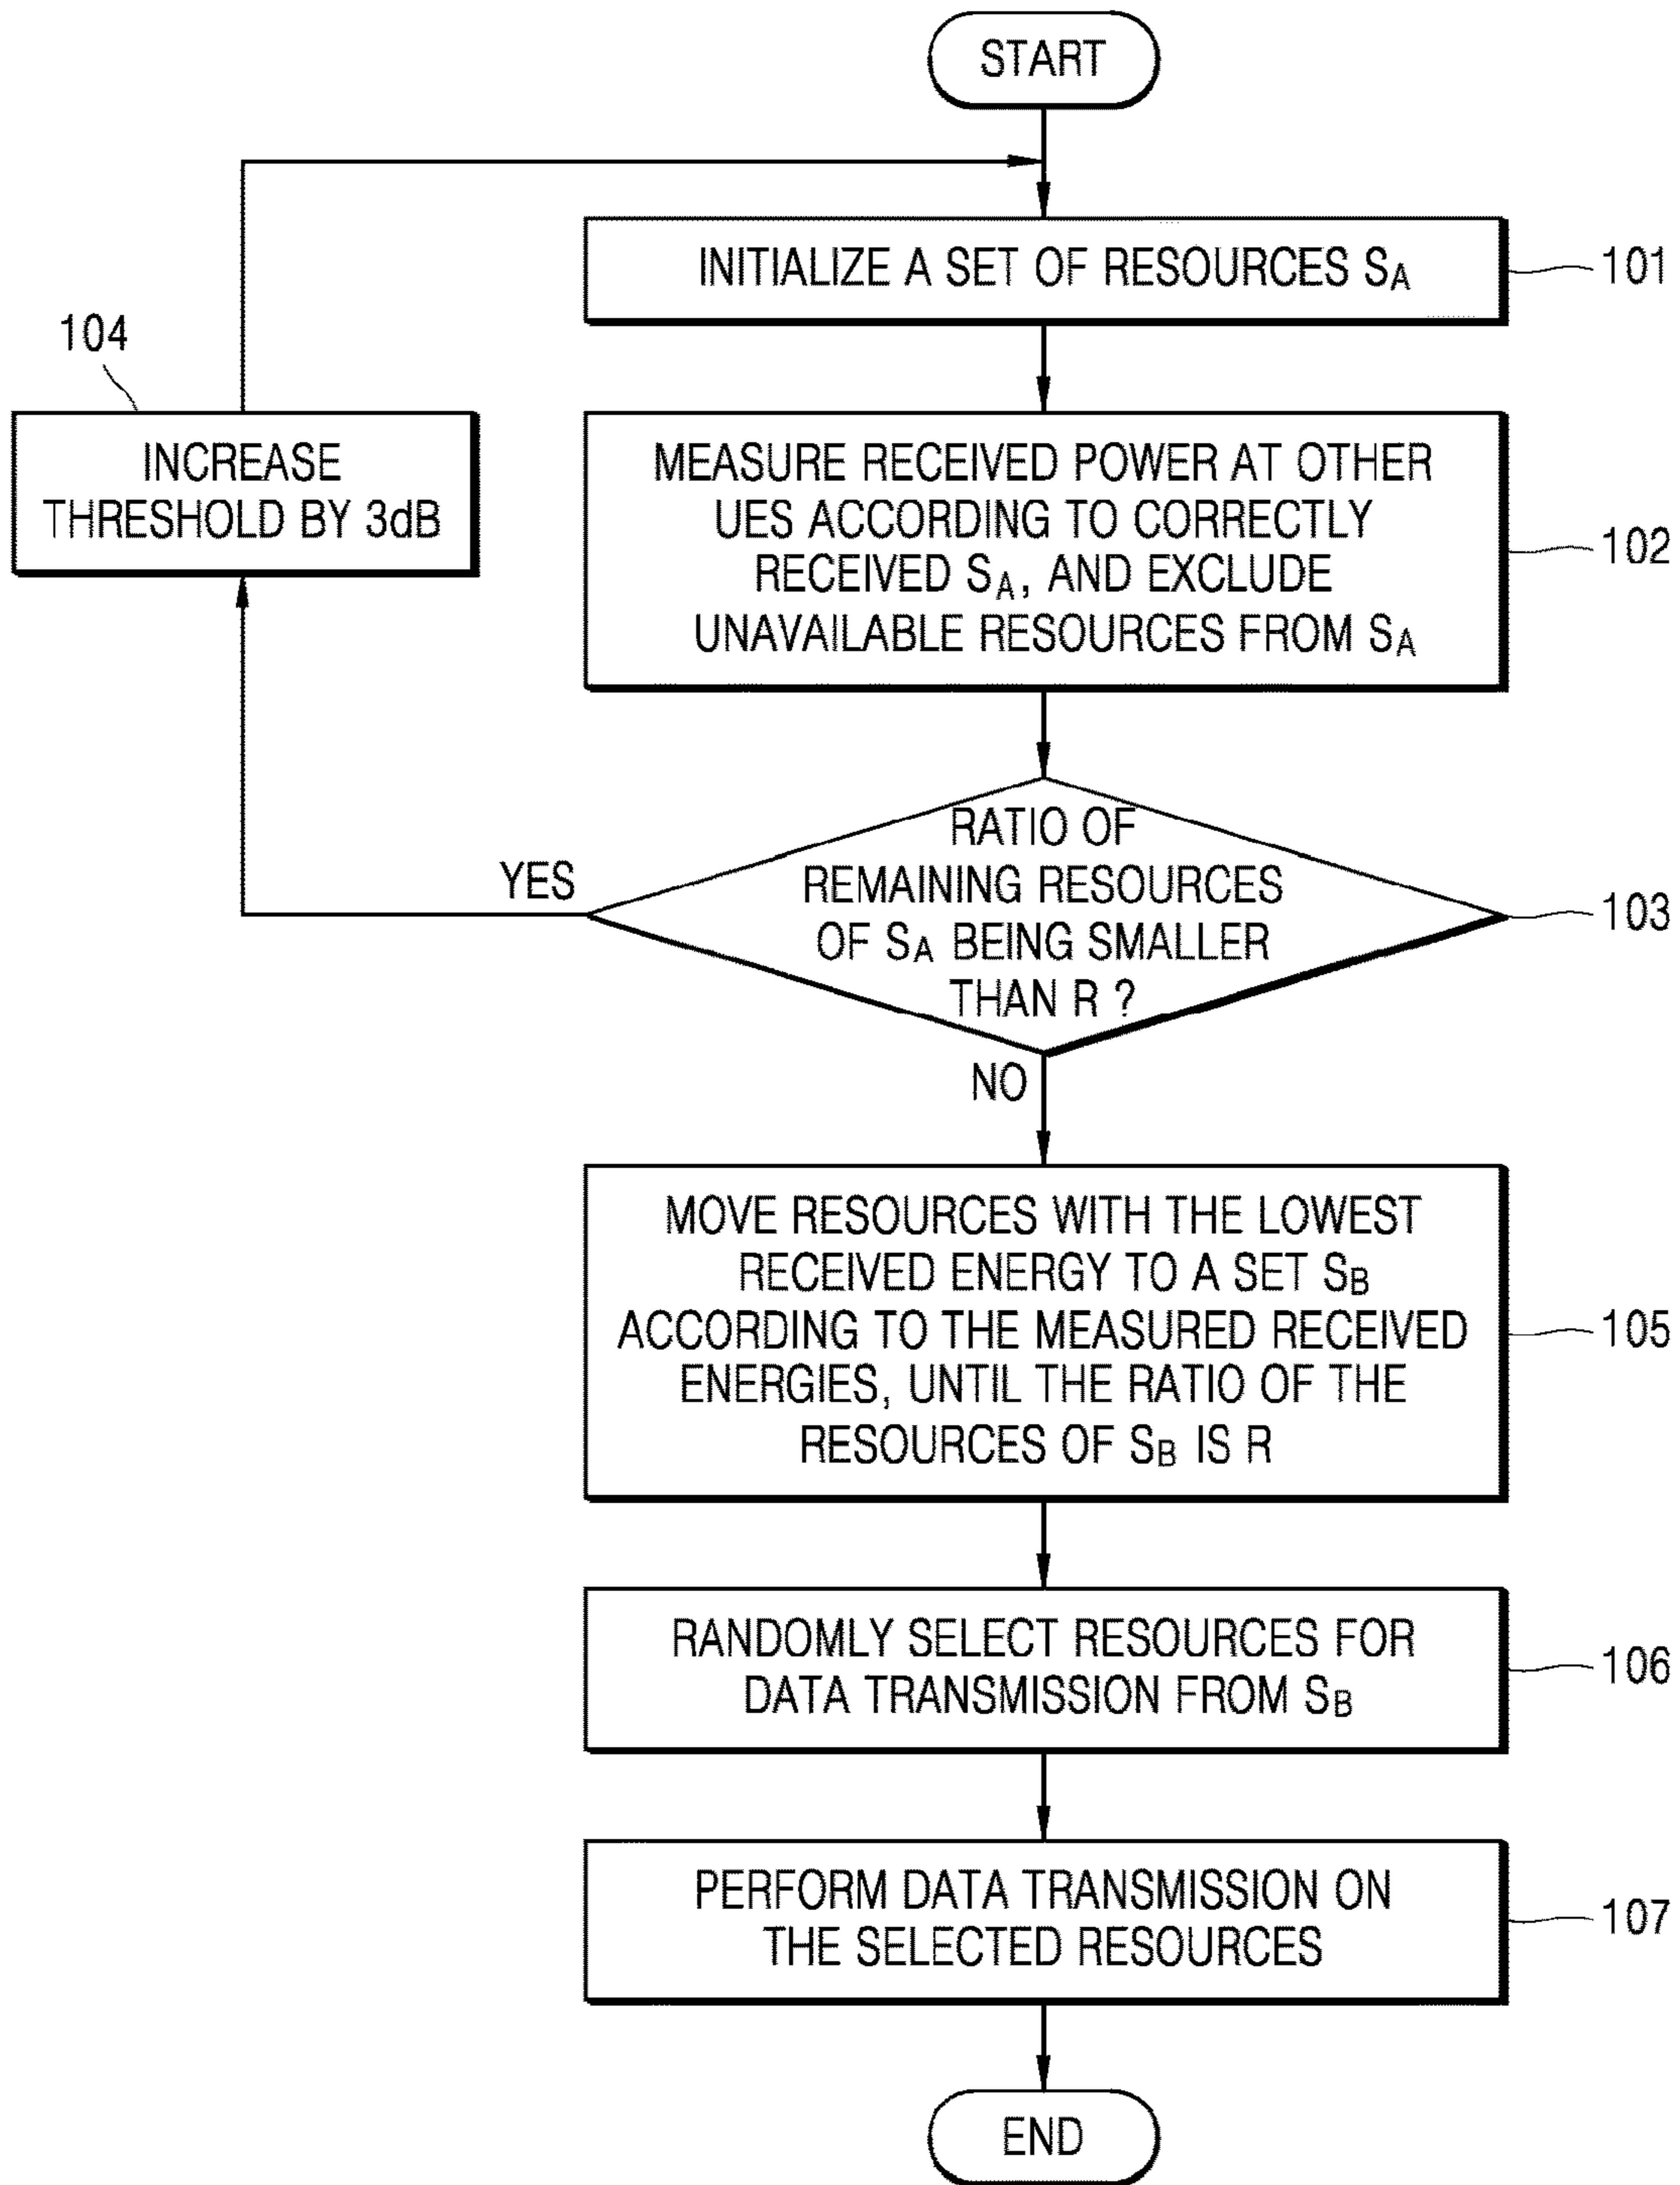 START
INITIALIZE A SET OF RESOURCES SA
101
104
INCREASE
THRESHOLD BY 3dB
MEASURE RECEIVED POWER AT OTHER
UES ACCORDING TO CORRECTLY
RECEIVED SA, AND EXCLUDE
UNAVAILABLE RESOURCES FROM SA
102
RATIO OF
REMAINING RESOURCES
OF SA BEING SMALLER
THAN R ?
103
YES
NO
MOVE RESOURCES WITH THE LOWEST
RECEIVED ENERGY TO A SET SB
ACCORDING TO THE MEASURED RECEIVED
ENERGIES, UNTIL THE RATIO OF THE
RESOURCES OF SB IS R
105
RANDOMLY SELECT RESOURCES FOR
DATA TRANSMISSION FROM SB
106
PERFORM DATA TRANSMISSION ON
THE SELECTED RESOURCES
107
END